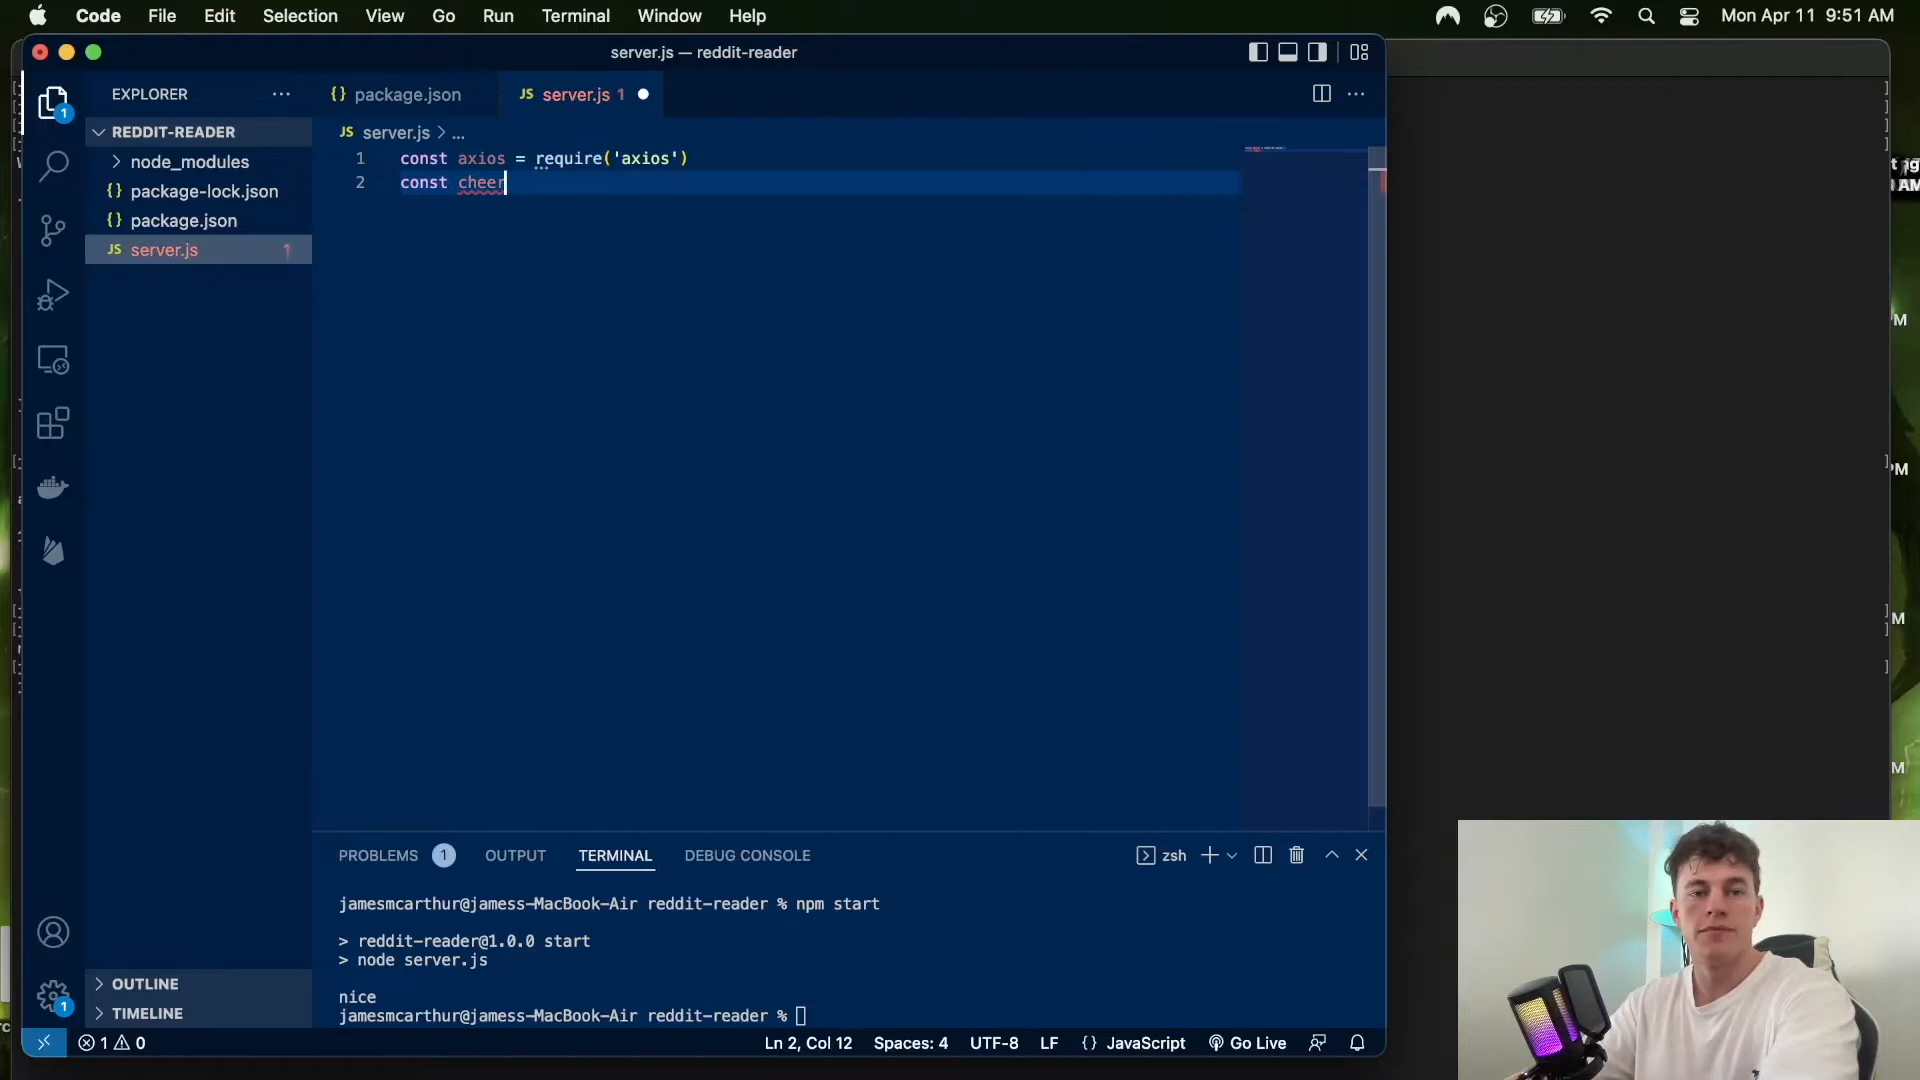 Code File Edit Selection View Go Run Terminal Window Help Mon Apr 11 9:51 AM
server.js — reddit-reader
EXPLORER
package.json
JS server.js 1
REDDIT-READER
JS server.js > ...
node_modules
package-lock.json
package.json
JS server.js 1
1 const axios = require('axios')
2 const cheer
PROBLEMS 1 OUTPUT TERMINAL DEBUG CONSOLE
zsh
jamesmcarthur@jamess-MacBook-Air reddit-reader % npm start
> reddit-reader@1.0.0 start
> node server.js
nice
jamesmcarthur@jamess-MacBook-Air reddit-reader %
OUTLINE
TIMELINE
1
1
1 0
Ln 2, Col 12 Spaces: 4 UTF-8 LF {} JavaScript Go Live